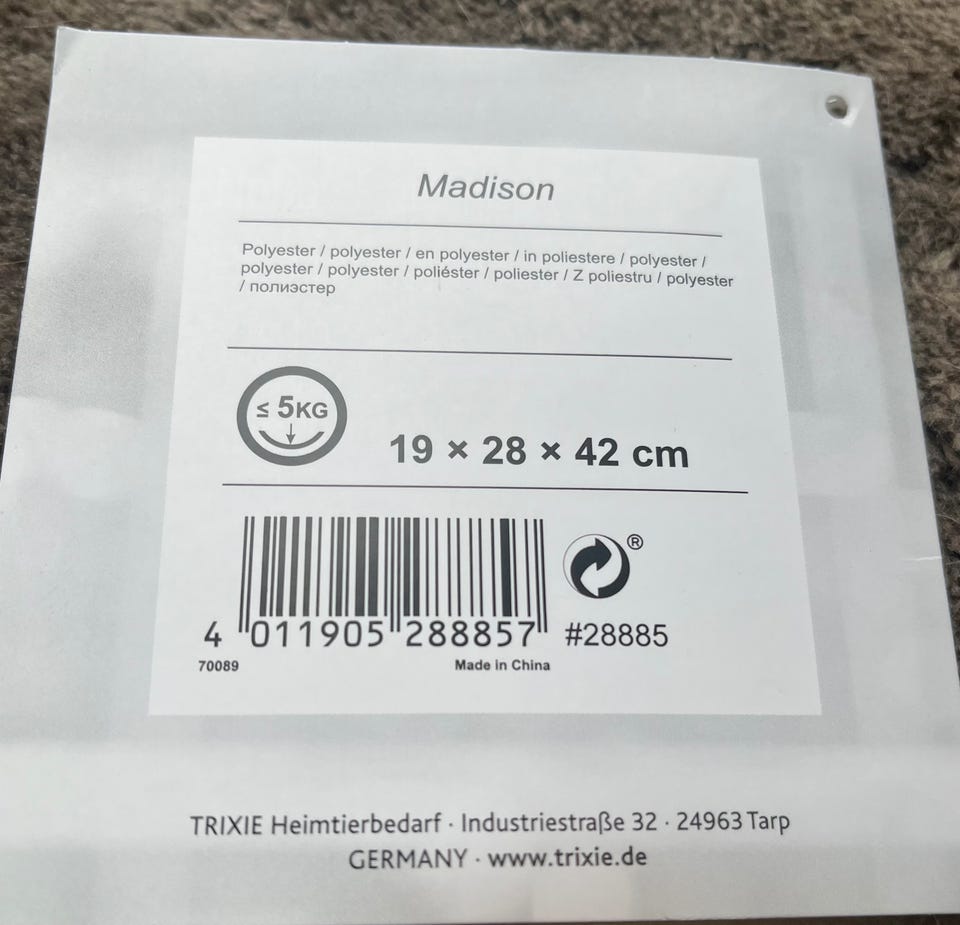 Madison
Polyester / polyester / en polyester / in poliestere / polyester /
polyester / polyester / poliéster / poliester / Z poliestru / polyester
/ полиэстер
≤ 5KG
19 × 28 × 42 cm
®
4 011905 288857 #28885
70089 Made in China
TRIXIE Heimtierbedarf · Industriestraße 32 · 24963 Tarp
GERMANY · www.trixie.de